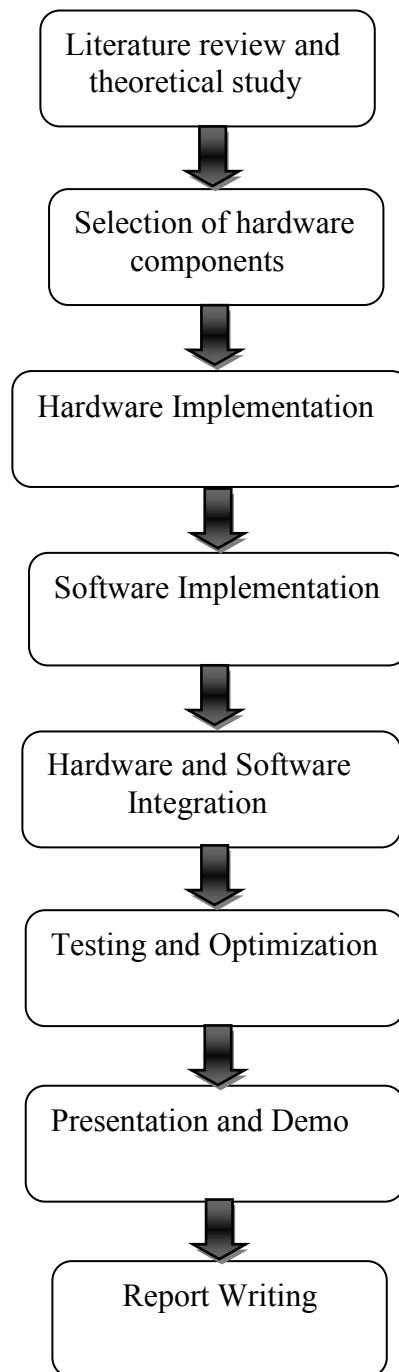 Literature review and
theoretical study
Selection of hardware
components
Hardware Implementation
Software Implementation
Hardware and Software
Integration
Testing and Optimization
Presentation and Demo
Report Writing